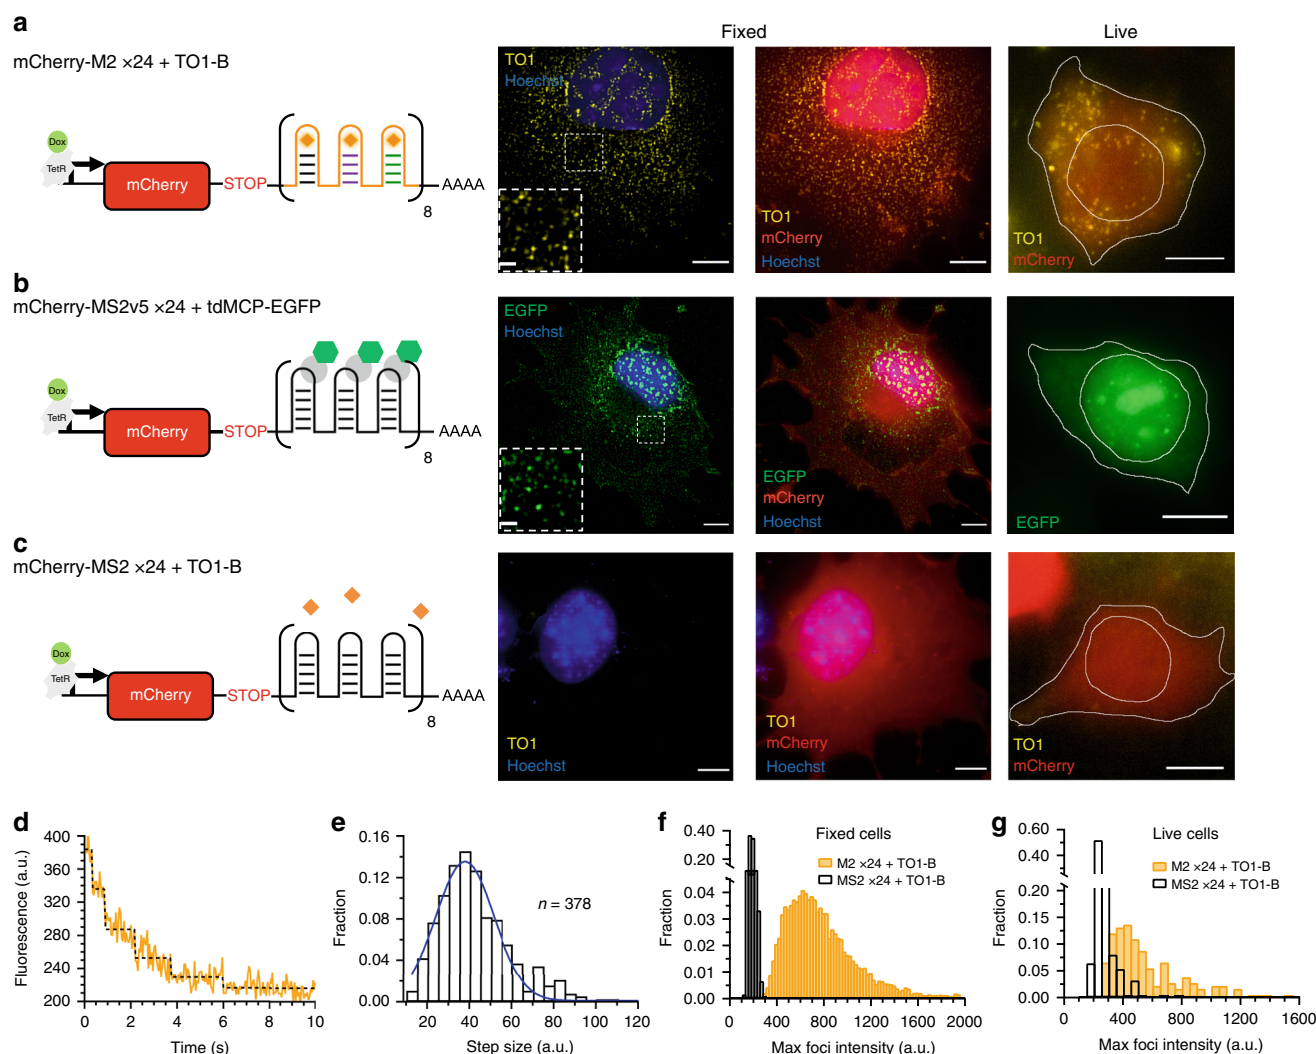 a
Fixed
Live
mCherry-M2 ×24 + TO1-B
Dox
TetR
mCherry
STOP
8
AAAA
TO1
Hoechst
TO1
mCherry
Hoechst
TO1
mCherry
b
mCherry-MS2v5 ×24 + tdMCP-EGFP
Dox
TetR
mCherry
STOP
8
AAAA
EGFP
Hoechst
EGFP
mCherry
Hoechst
EGFP
c
mCherry-MS2 ×24 + TO1-B
Dox
TetR
mCherry
STOP
8
AAAA
TO1
Hoechst
TO1
mCherry
Hoechst
TO1
mCherry
d
Fluorescence (a.u.)
400
360
320
280
240
200
0 2 4 6 8 10
Time (s)
e
Fraction
0.16
0.12
0.08
0.04
0.00
n = 378
20 40 60 80 100 120
Step size (a.u.)
f
Fraction
0.40
0.20
0.04
0.03
0.02
0.01
0.00
Fixed cells
M2 ×24 + TO1-B
MS2 ×24 + TO1-B
0 400 800 1200 1600 2000
Max foci intensity (a.u.)
g
Fraction
0.60
0.40
0.20
0.15
0.10
0.05
0.00
Live cells
M2 ×24 + TO1-B
MS2 ×24 + TO1-B
0 400 800 1200 1600
Max foci intensity (a.u.)